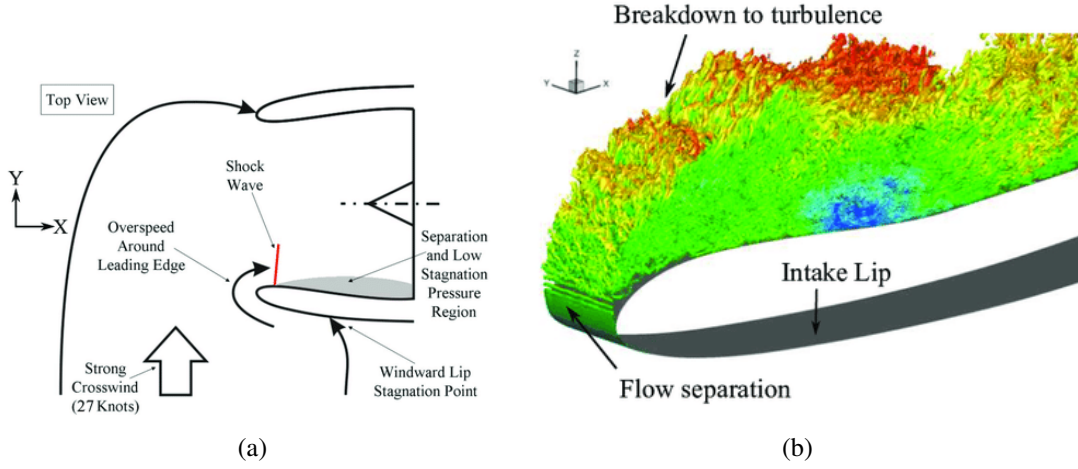 Top View
Y
X
Shock
Wave
Overspeed
Around
Leading Edge
Separation
and Low
Stagnation
Pressure
Region
Strong
Crosswind
(27 Knots)
Windward Lip
Stagnation Point
(a)
Breakdown to turbulence
Z
Y
X
Intake Lip
Flow separation
(b)